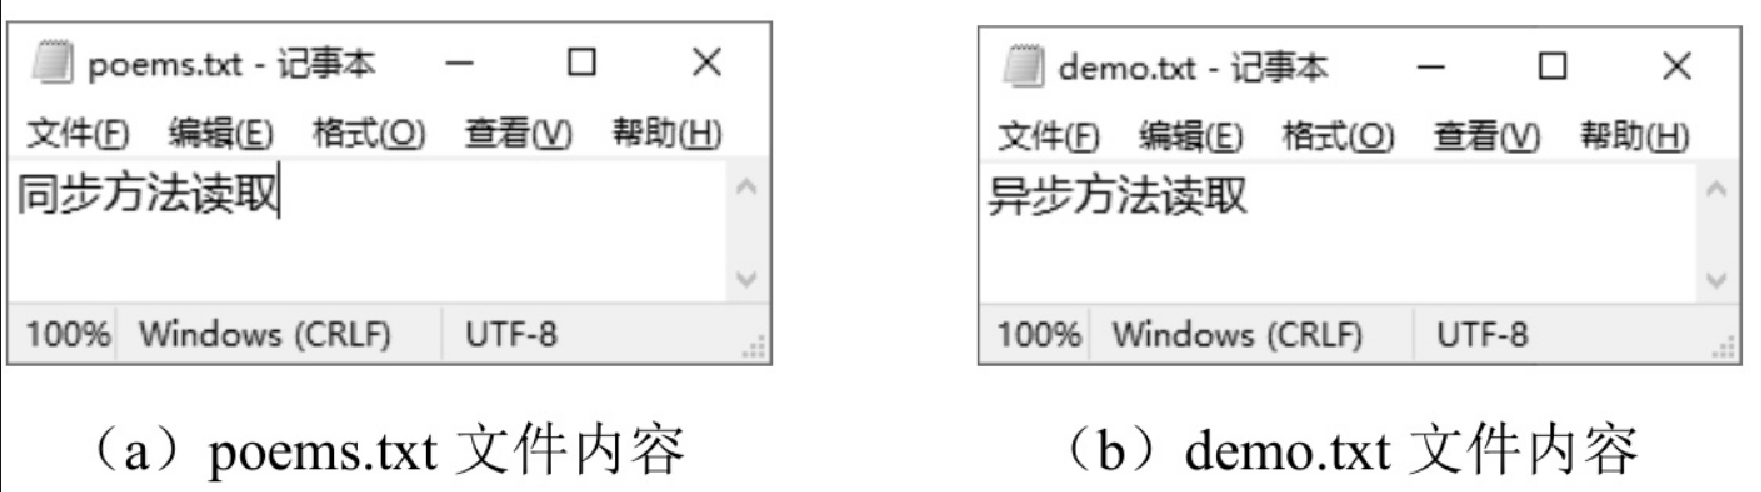 poems.txt - 记事本
文件(F) 编辑(E) 格式(O) 查看(V) 帮助(H)
同步方法读取
100% Windows (CRLF) UTF-8
（a）poems.txt 文件内容
demo.txt - 记事本
文件(F) 编辑(E) 格式(O) 查看(V) 帮助(H)
异步方法读取
100% Windows (CRLF) UTF-8
（b）demo.txt 文件内容